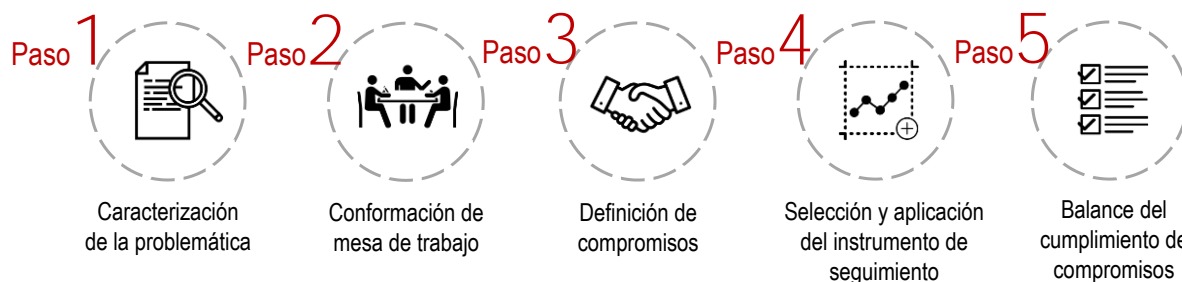 Paso 1
Caracterización
de la problemática
Paso 2
Conformación de
mesa de trabajo
Paso 3
Definición de
compromisos
Paso 4
Selección y aplicación
del instrumento de
seguimiento
Paso 5
Balance del
cumplimiento de
compromisos